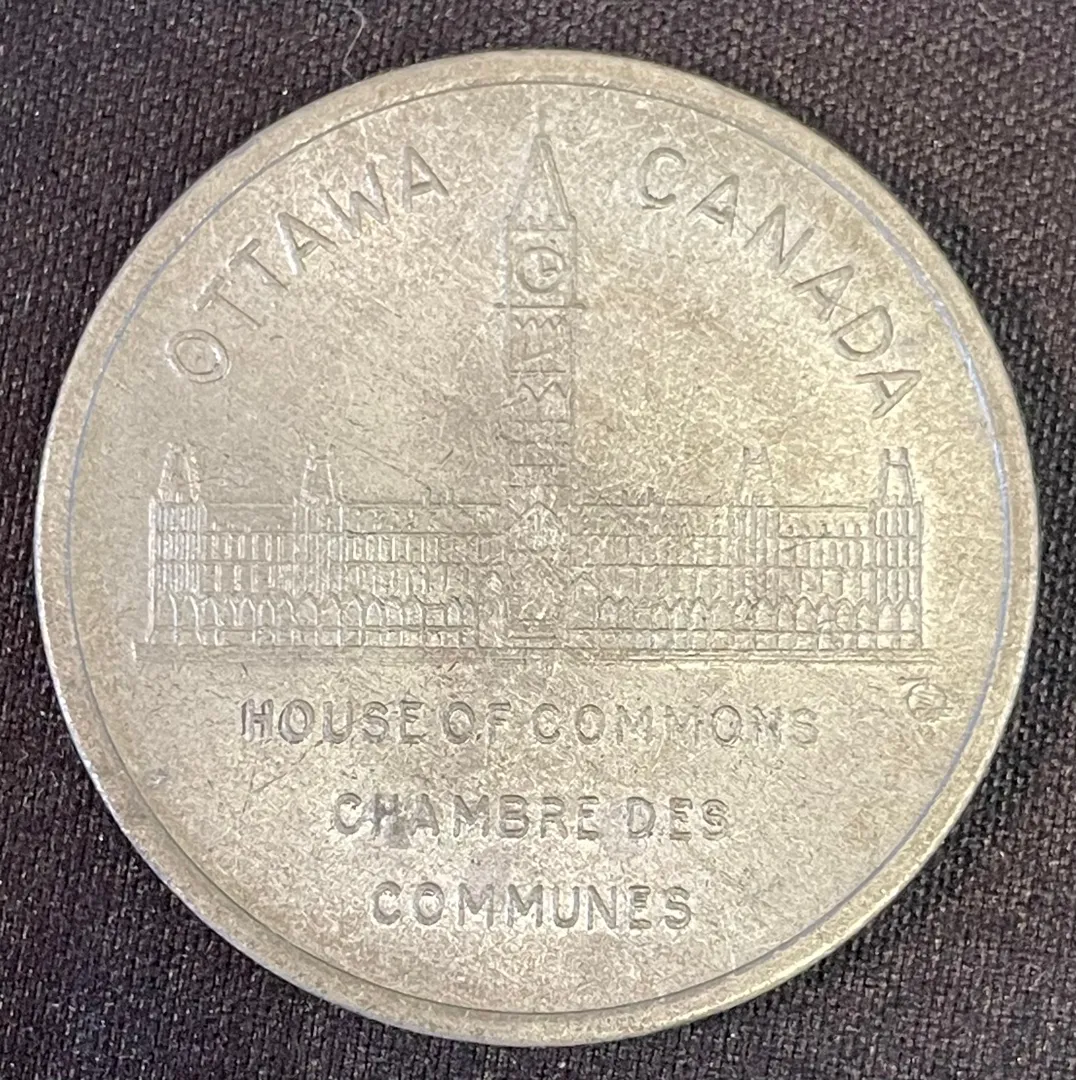 OTTAWA CANADA
HOUSE OF COMMONS
CHAMBRE DES
COMMUNES